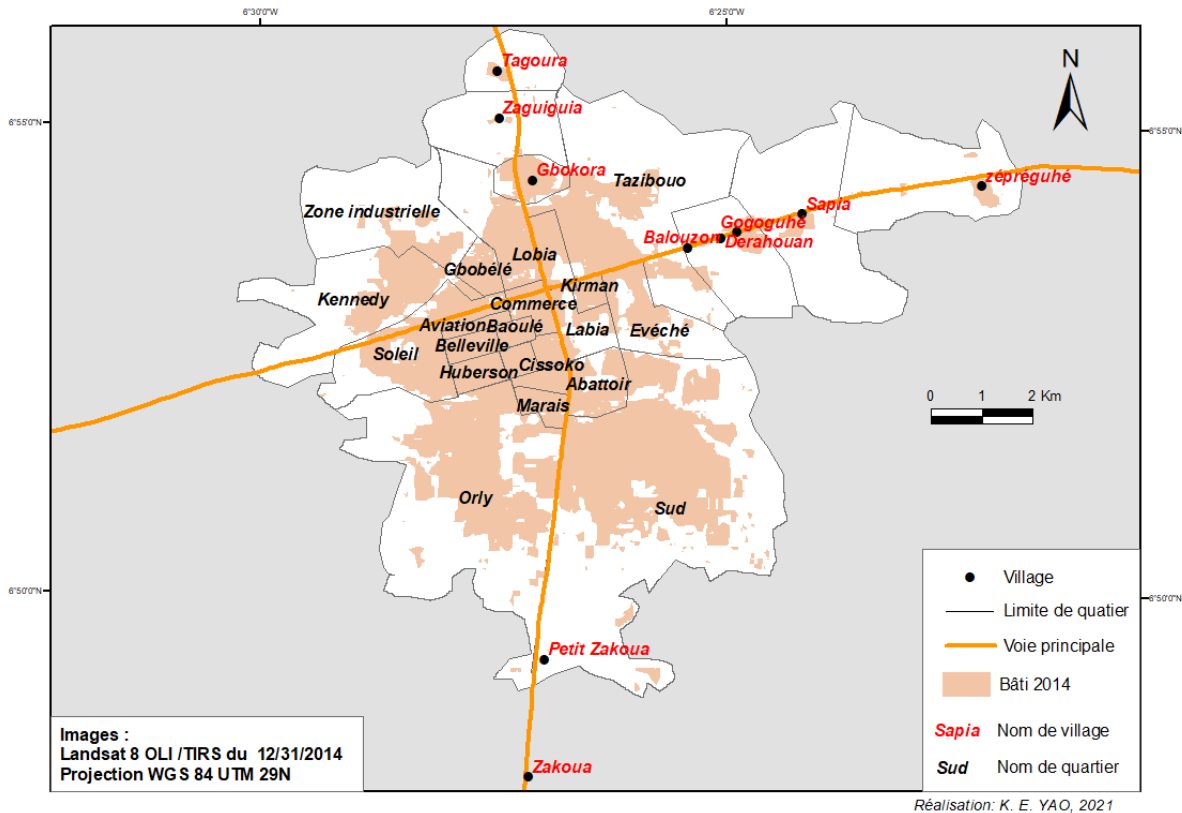 6°30'0"W
6°25'0"W
N
Tagoura
Zaguiguia
6°55'0"N
6°55'0"N
Gbokora
Tazibouo
zépréguhé
Zone industrielle
Sapia
Gogoguhé
Balouzon
Derahouan
Lobia
Gbobélé
Kirman
Kennedy
Commerce
Aviation
Baoulé
Labia
Evéché
Belleville
Soleil
Cissoko
Huberson
Abattoir
Marais
0 1 2 Km
Orly
Sud
6°50'0"N
6°50'0"N
Village
Limite de quatier
Petit Zakoua
Voie principale
Bâti 2014
Sapia Nom de village
Sud Nom de quartier
Images :
Landsat 8 OLI /TIRS du 12/31/2014
Projection WGS 84 UTM 29N
Zakoua
Réalisation: K. E. YAO, 2021